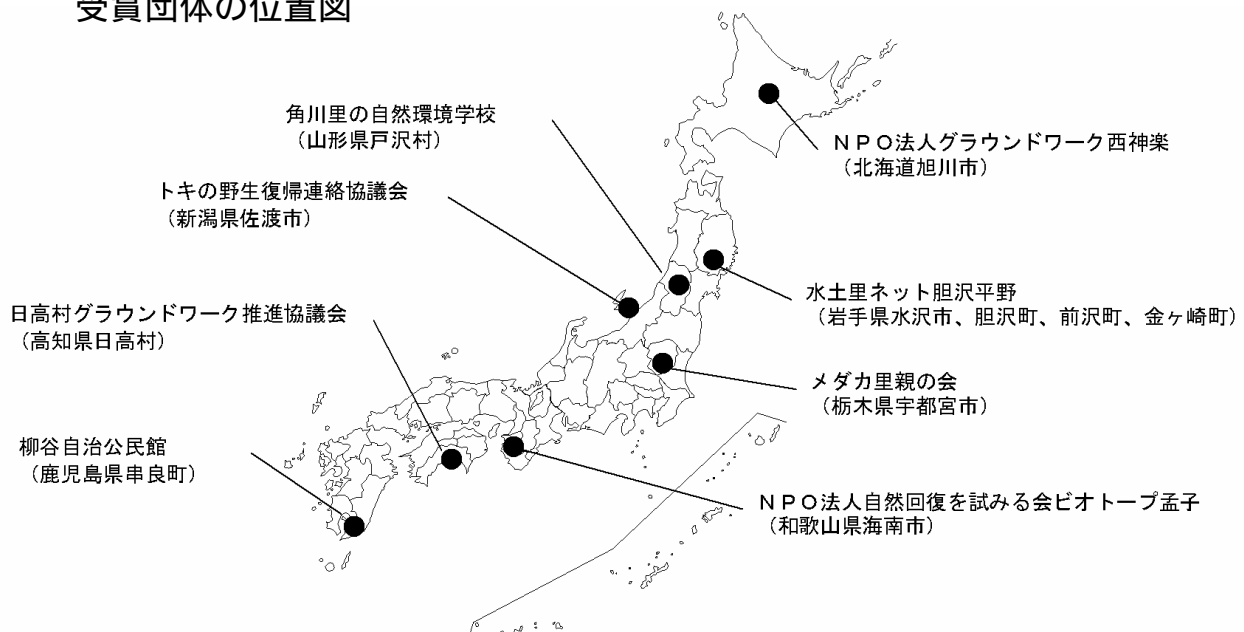 受賞団体の位置図
角川里の自然環境学校
（山形県戸沢村）
ＮＰＯ法人グラウンドワーク西神楽
（北海道旭川市）
トキの野生復帰連絡協議会
（新潟県佐渡市）
水土里ネット胆沢平野
（岩手県水沢市、胆沢町、前沢町、金ヶ崎町）
日高村グラウンドワーク推進協議会
（高知県日高村）
メダカ里親の会
（栃木県宇都宮市）
柳谷自治公民館
（鹿児島県串良町）
ＮＰＯ法人自然回復を試みる会ビオトープ孟子
（和歌山県海南市）